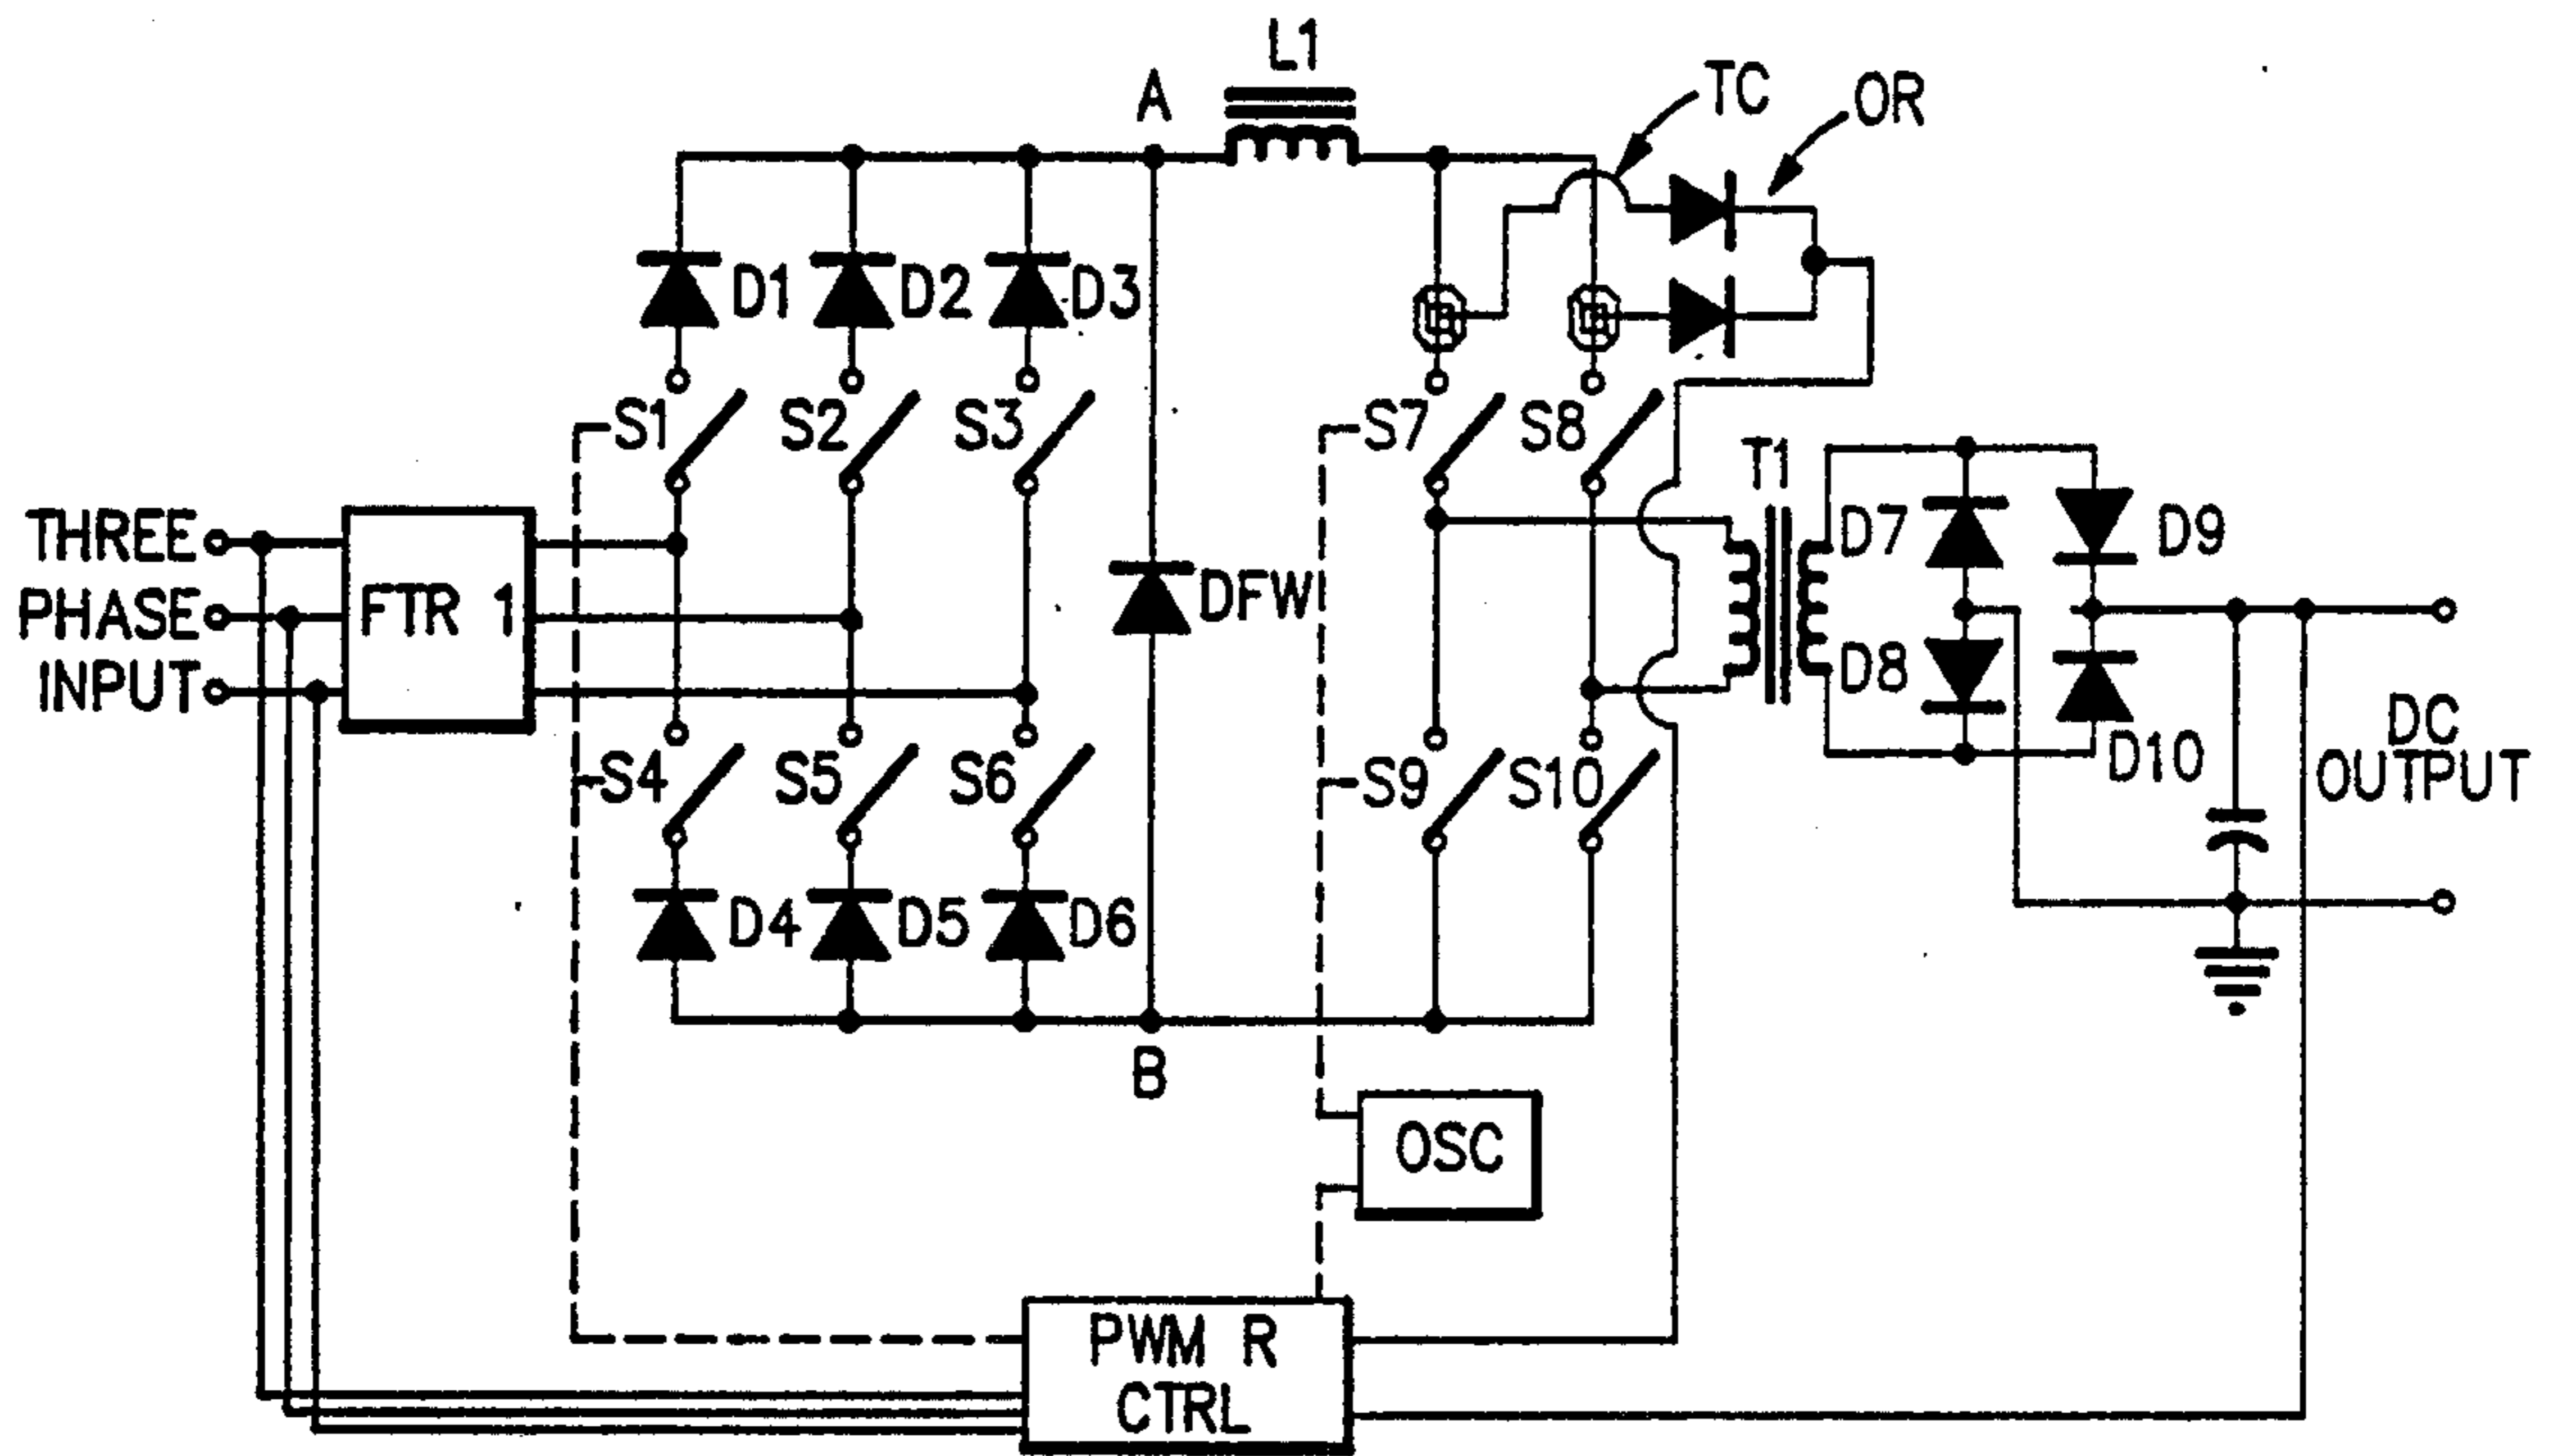 L1
A
TC
OR
D1
D2
D3
S1
S2
S3
S7
S8
T1
THREE
PHASE
INPUT
FTR 1
DFW
D7
D9
D8
D10
S4
S5
S6
S9
S10
DC
OUTPUT
D4
D5
D6
B
OSC
PWM R
CTRL